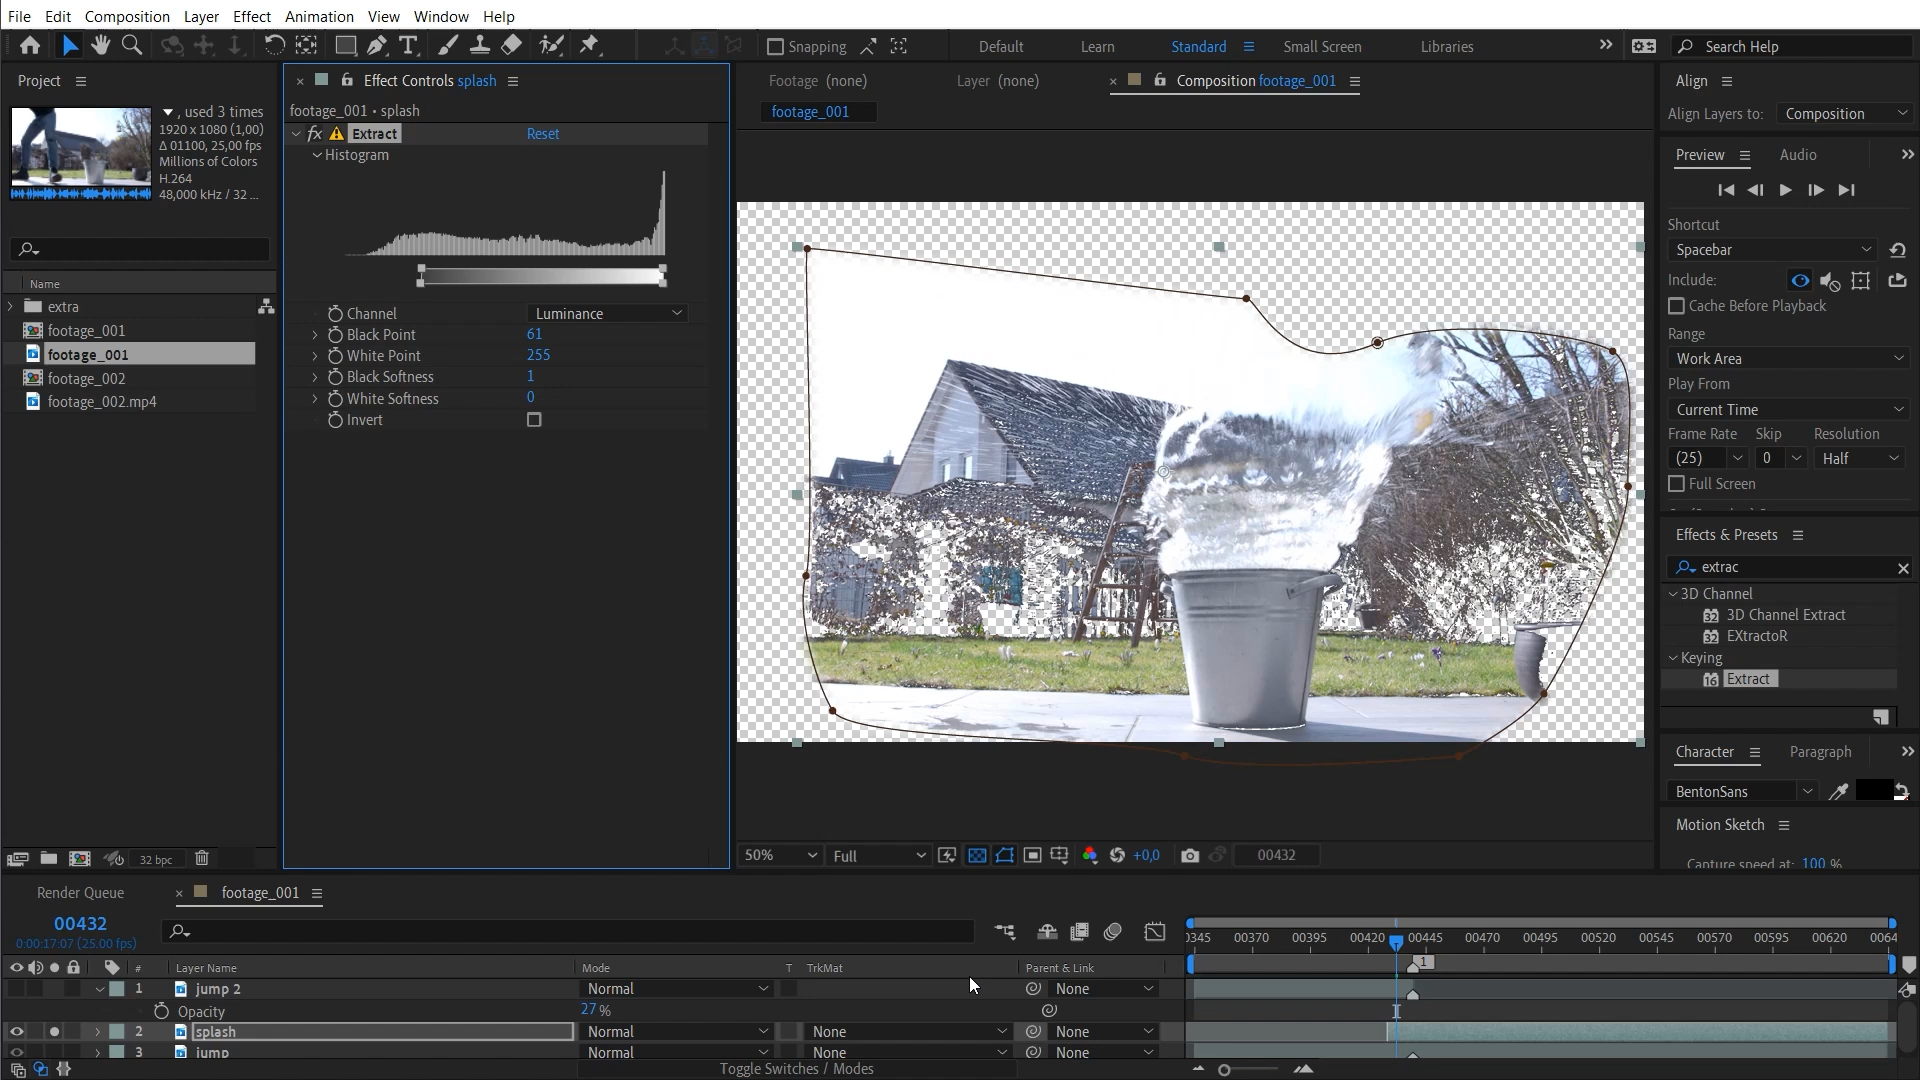 File Edit Composition Layer Effect Animation View Window Help
Snapping Default Learn Standard Small Screen Libraries Search Help
Project
, used 3 times
1920 x 1080 (1,00)
Δ 01100, 25,00 fps
Millions of Colors
H.264
48,000 kHz / 32 ...
Name
extra
footage_001
footage_001
footage_002
footage_002.mp4
32 bpc
Effect Controls splash
footage_001 • splash
fx Extract Reset
Histogram
Channel Luminance
Black Point 61
White Point 255
Black Softness 1
White Softness 0
Invert
Footage (none) Layer (none) Composition footage_001
footage_001
50% Full +0,0 00432
Align
Align Layers to: Composition
Preview Audio
Shortcut
Spacebar
Include:
Cache Before Playback
Range
Work Area
Play From
Current Time
Frame Rate Skip Resolution
(25) 0 Half
Full Screen
Effects & Presets
extrac
3D Channel
32 3D Channel Extract
32 EXtractoR
Keying
16 Extract
Character Paragraph
BentonSans
Motion Sketch
Capture speed at: 100 %
Render Queue footage_001
00432
0:00:17:07 (25.00 fps)
0345 00370 00395 00420 00445 00470 00495 00520 00545 00570 00595 00620 0064
# Layer Name Mode T TrkMat Parent & Link
1
1 jump 2 Normal None
Opacity 27 %
2 splash Normal None None
3 jump Normal None None
Toggle Switches / Modes